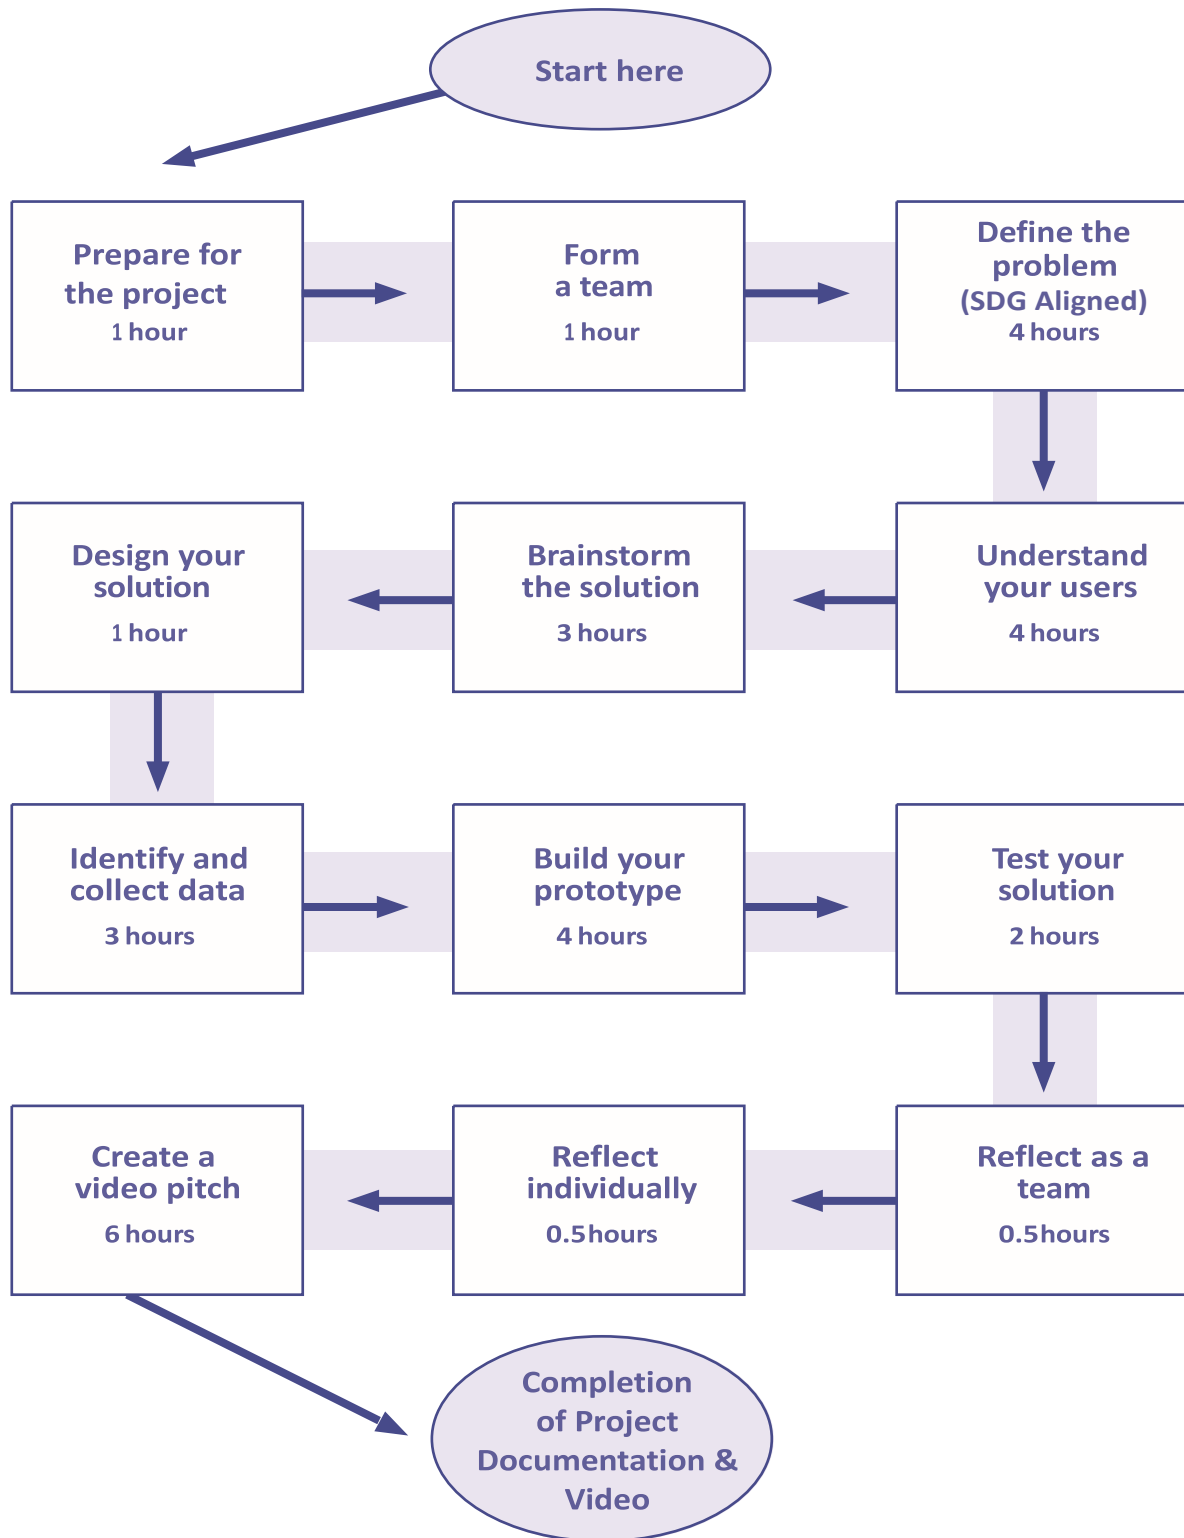 Start here
Prepare for
the project
1 hour
Form
a team
1 hour
Define the
problem
(SDG Aligned)
4 hours
Understand
your users
4 hours
Brainstorm
the solution
3 hours
Design your
solution
1 hour
Identify and
collect data
3 hours
Build your
prototype
4 hours
Test your
solution
2 hours
Reflect as a
team
0.5hours
Reflect
individually
0.5hours
Create a
video pitch
6 hours
Completion
of Project
Documentation &
Video